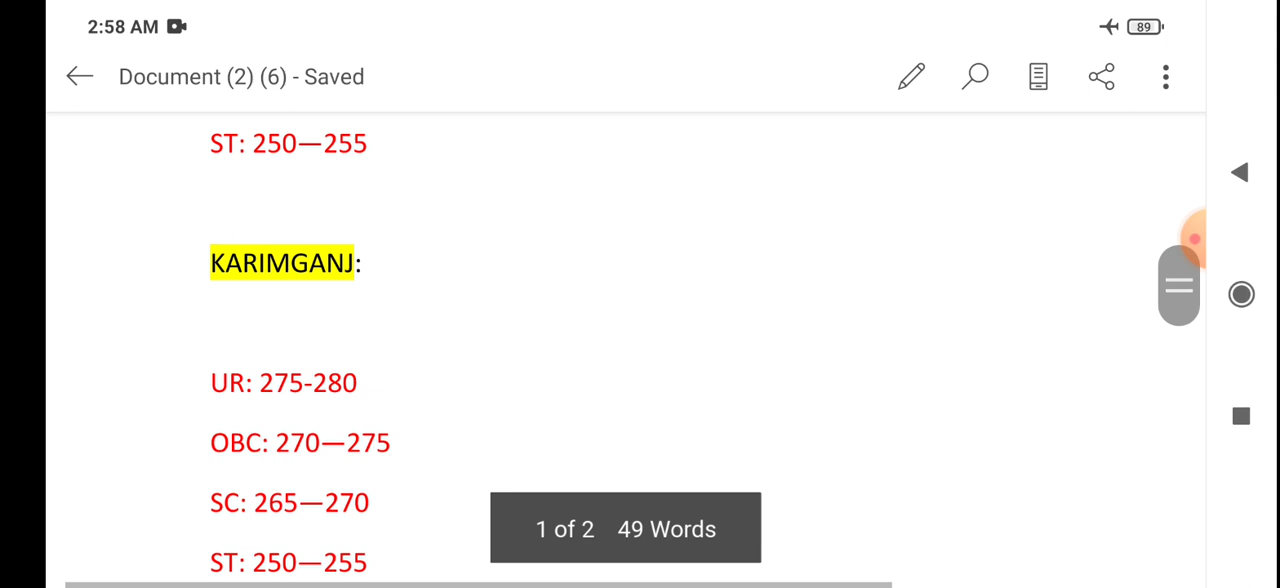 2:58 AM 89
Document (2) (6) - Saved
ST: 250—255
KARIMGANJ:
UR: 275-280
OBC: 270—275
SC: 265—270
1 of 2 49 Words
ST: 250—255